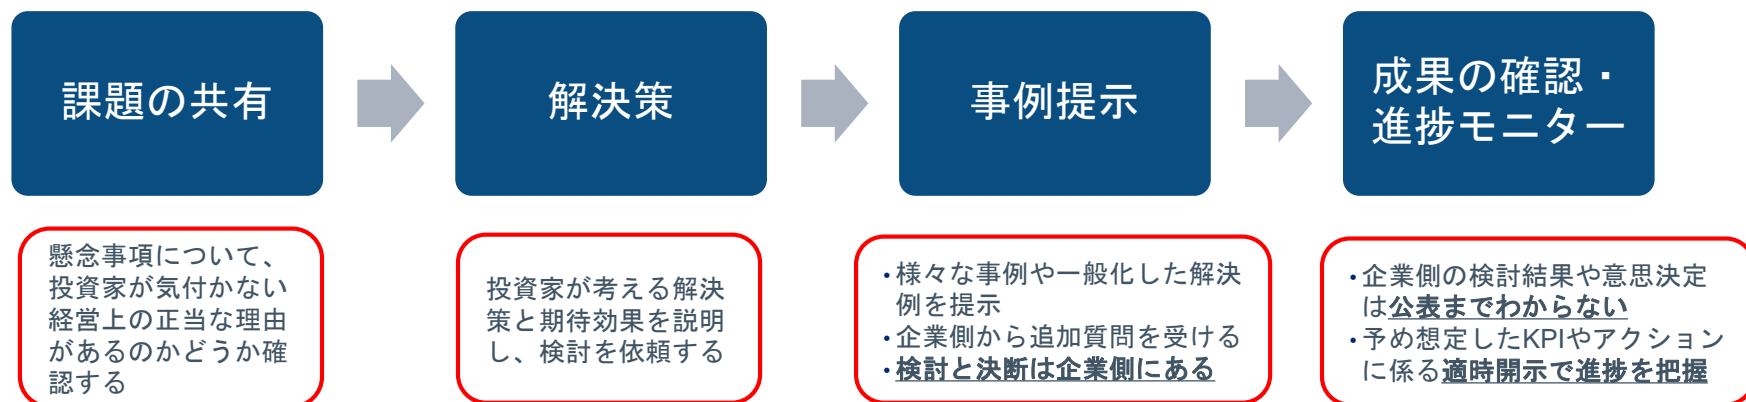 課題の共有
解決策
事例提示
成果の確認・
進捗モニター
懸念事項について、
投資家が気付かない
経営上の正当な理由
があるのかどうか確
認する
投資家が考える解決
策と期待効果を説明
し、検討を依頼する
・様々な事例や一般化した解決
例を提示
・企業側から追加質問を受ける
・検討と決断は企業側にある
・企業側の検討結果や意思決定
は公表までわからない
・予め想定したKPIやアクション
に係る適時開示で進捗を把握